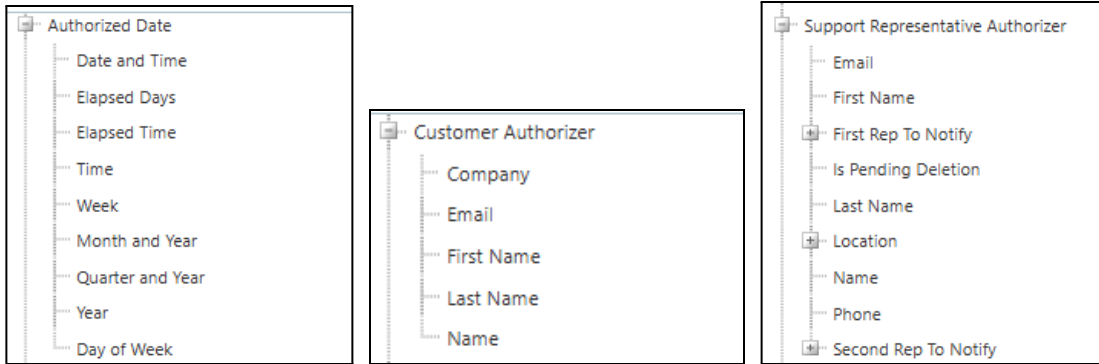 Authorized Date
Date and Time
Elapsed Days
Elapsed Time
Time
Week
Month and Year
Quarter and Year
Year
Day of Week
Customer Authorizer
Company
Email
First Name
Last Name
Name
Support Representative Authorizer
Email
First Name
First Rep To Notify
Is Pending Deletion
Last Name
Location
Name
Phone
Second Rep To Notify